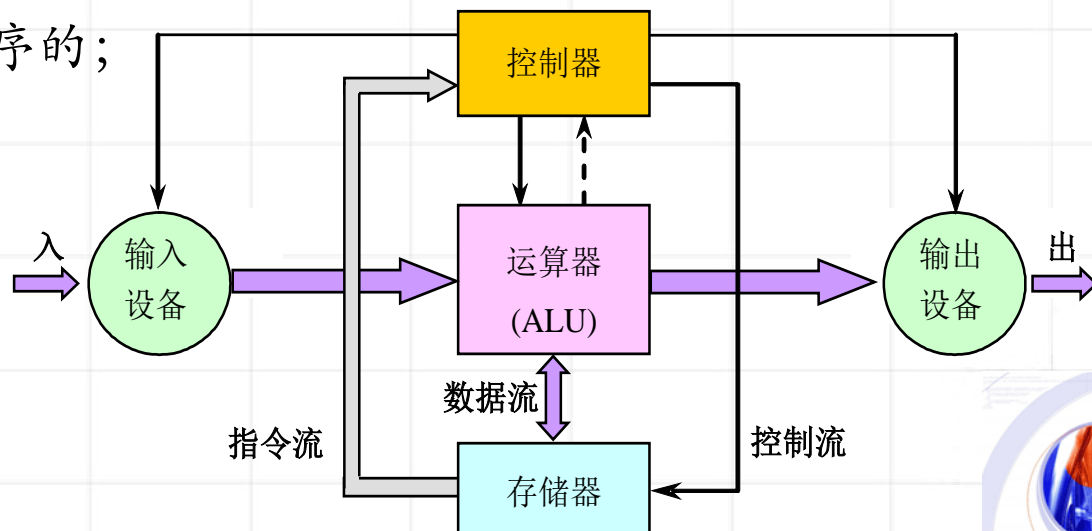 序的；
控制器
入
输入
设备
运算器
(ALU)
输出
设备
出
数据流
指令流
控制流
存储器